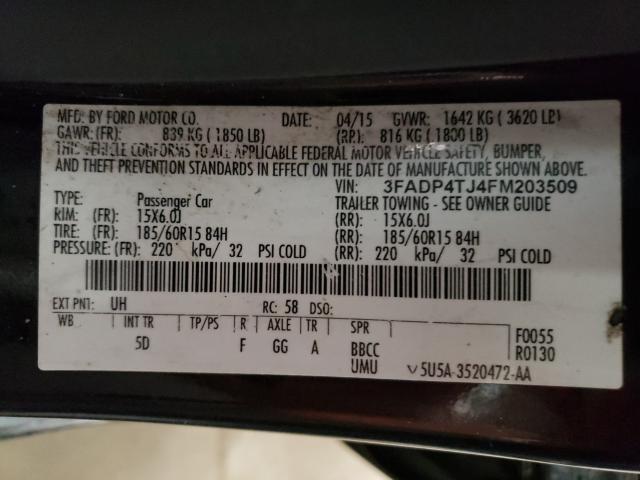 MFD. BY FORD MOTOR CO. DATE: 04/15 GVWR: 1642 KG ( 3620 LB)
GAWR: (FR): 839 KG ( 1850 LB) (RR): 816 KG ( 1800 LB)
THIS VEHICLE CONFORMS TO ALL APPLICABLE FEDERAL MOTOR VEHICLE SAFETY, BUMPER,
AND THEFT PREVENTION STANDARDS IN EFFECT ON THE DATE OF MANUFACTURE SHOWN ABOVE.
VIN: 3FADP4TJ4FM203509
TYPE: Passenger Car TRAILER TOWING - SEE OWNER GUIDE
RIM: (FR): 15X6.0J (RR): 15X6.0J
TIRE: (FR): 185/60R15 84H (RR): 185/60R15 84H
PRESSURE: (FR): 220 kPa/ 32 PSI COLD (RR): 220 kPa/ 32 PSI COLD
EXT PNT: UH RC: 58 DSO:
WB INT TR TP/PS R AXLE TR SPR
5D F GG A BBCC
UMU
F0055
R0130
V5U5A-3520472-AA